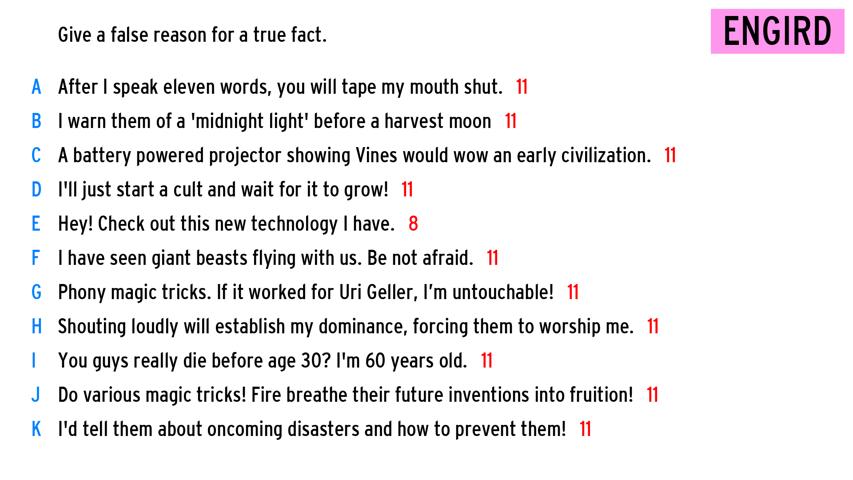 ENGIRD
Give a false reason for a true fact.
A After I speak eleven words, you will tape my mouth shut. 11
B I warn them of a 'midnight light' before a harvest moon 11
C A battery powered projector showing Vines would wow an early civilization. 11
D I'll just start a cult and wait for it to grow! 11
E Hey! Check out this new technology I have. 8
F I have seen giant beasts flying with us. Be not afraid. 11
G Phony magic tricks. If it worked for Uri Geller, I’m untouchable! 11
H Shouting loudly will establish my dominance, forcing them to worship me. 11
I You guys really die before age 30? I'm 60 years old. 11
J Do various magic tricks! Fire breathe their future inventions into fruition! 11
K I'd tell them about oncoming disasters and how to prevent them! 11